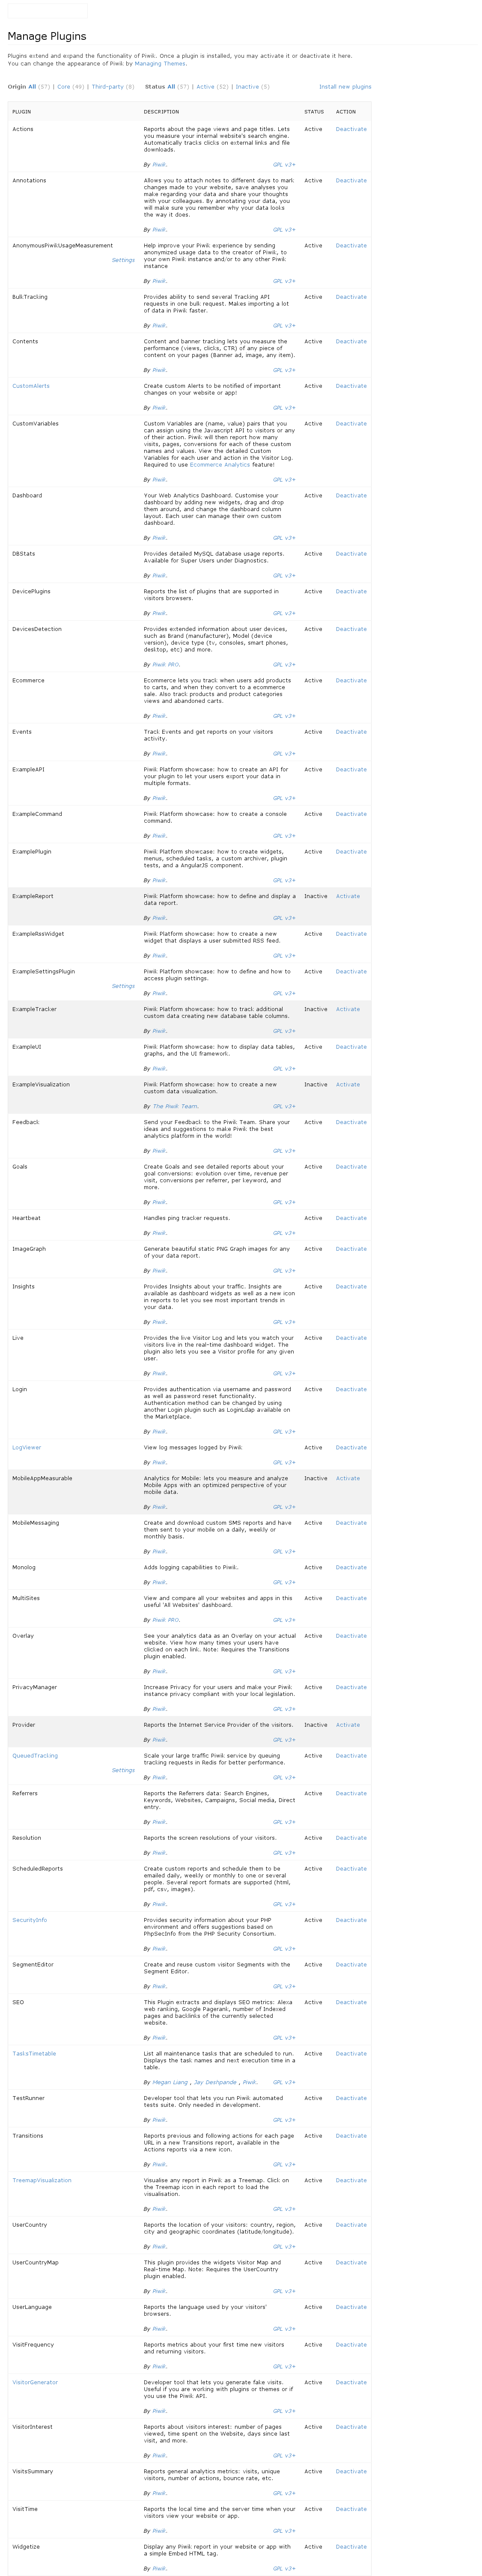 Manage Plugins
Plugins extend and expand the functionality of Piwik. Once a plugin is installed, you may activate it or deactivate it here.
You can change the appearance of Piwik by Managing Themes.
Origin All (57) | Core (49) | Third-party (8) Status All (57) | Active (52) | Inactive (5) Install new plugins
PLUGIN DESCRIPTION STATUS ACTION
Actions Reports about the page views and page titles. Lets Active Deactivate
you measure your internal website's search engine.
Automatically tracks clicks on external links and file
downloads.
By Piwik. GPL v3+
Annotations Allows you to attach notes to different days to mark Active Deactivate
changes made to your website, save analyses you
make regarding your data and share your thoughts
with your colleagues. By annotating your data, you
will make sure you remember why your data looks
the way it does.
By Piwik. GPL v3+
AnonymousPiwikUsageMeasurement Help improve your Piwik experience by sending Active Deactivate
anonymized usage data to the creator of Piwik, to
Settings your own Piwik instance and/or to any other Piwik
instance
By Piwik. GPL v3+
BulkTracking Provides ability to send several Tracking API Active Deactivate
requests in one bulk request. Makes importing a lot
of data in Piwik faster.
By Piwik. GPL v3+
Contents Content and banner tracking lets you measure the Active Deactivate
performance (views, clicks, CTR) of any piece of
content on your pages (Banner ad, image, any item).
By Piwik. GPL v3+
CustomAlerts Create custom Alerts to be notified of important Active Deactivate
changes on your website or app!
By Piwik. GPL v3+
CustomVariables Custom Variables are (name, value) pairs that you Active Deactivate
can assign using the Javascript API to visitors or any
of their action. Piwik will then report how many
visits, pages, conversions for each of these custom
names and values. View the detailed Custom
Variables for each user and action in the Visitor Log.
Required to use Ecommerce Analytics feature!
By Piwik. GPL v3+
Dashboard Your Web Analytics Dashboard. Customise your Active Deactivate
dashboard by adding new widgets, drag and drop
them around, and change the dashboard column
layout. Each user can manage their own custom
dashboard.
By Piwik. GPL v3+
DBStats Provides detailed MySQL database usage reports. Active Deactivate
Available for Super Users under Diagnostics.
By Piwik. GPL v3+
DevicePlugins Reports the list of plugins that are supported in Active Deactivate
visitors browsers.
By Piwik. GPL v3+
DevicesDetection Provides extended information about user devices, Active Deactivate
such as Brand (manufacturer), Model (device
version), device type (tv, consoles, smart phones,
desktop, etc) and more.
By Piwik PRO. GPL v3+
Ecommerce Ecommerce lets you track when users add products Active Deactivate
to carts, and when they convert to a ecommerce
sale. Also track products and product categories
views and abandoned carts.
By Piwik. GPL v3+
Events Track Events and get reports on your visitors Active Deactivate
activity.
By Piwik. GPL v3+
ExampleAPI Piwik Platform showcase: how to create an API for Active Deactivate
your plugin to let your users export your data in
multiple formats.
By Piwik. GPL v3+
ExampleCommand Piwik Platform showcase: how to create a console Active Deactivate
command.
By Piwik. GPL v3+
ExamplePlugin Piwik Platform showcase: how to create widgets, Active Deactivate
menus, scheduled tasks, a custom archiver, plugin
tests, and a AngularJS component.
By Piwik. GPL v3+
ExampleReport Piwik Platform showcase: how to define and display a Inactive Activate
data report.
By Piwik. GPL v3+
ExampleRssWidget Piwik Platform showcase: how to create a new Active Deactivate
widget that displays a user submitted RSS feed.
By Piwik. GPL v3+
ExampleSettingsPlugin Piwik Platform showcase: how to define and how to Active Deactivate
access plugin settings.
Settings
By Piwik. GPL v3+
ExampleTracker Piwik Platform showcase: how to track additional Inactive Activate
custom data creating new database table columns.
By Piwik. GPL v3+
ExampleUI Piwik Platform showcase: how to display data tables, Active Deactivate
graphs, and the UI framework.
By Piwik. GPL v3+
ExampleVisualization Piwik Platform showcase: how to create a new Inactive Activate
custom data visualization.
By The Piwik Team. GPL v3+
Feedback Send your Feedback to the Piwik Team. Share your Active Deactivate
ideas and suggestions to make Piwik the best
analytics platform in the world!
By Piwik. GPL v3+
Goals Create Goals and see detailed reports about your Active Deactivate
goal conversions: evolution over time, revenue per
visit, conversions per referrer, per keyword, and
more.
By Piwik. GPL v3+
Heartbeat Handles ping tracker requests. Active Deactivate
By Piwik. GPL v3+
ImageGraph Generate beautiful static PNG Graph images for any Active Deactivate
of your data report.
By Piwik. GPL v3+
Insights Provides Insights about your traffic. Insights are Active Deactivate
available as dashboard widgets as well as a new icon
in reports to let you see most important trends in
your data.
By Piwik. GPL v3+
Live Provides the live Visitor Log and lets you watch your Active Deactivate
visitors live in the real-time dashboard widget. The
plugin also lets you see a Visitor profile for any given
user.
By Piwik. GPL v3+
Login Provides authentication via username and password Active Deactivate
as well as password reset functionality.
Authentication method can be changed by using
another Login plugin such as LoginLdap available on
the Marketplace.
By Piwik. GPL v3+
LogViewer View log messages logged by Piwik Active Deactivate
By Piwik. GPL v3+
MobileAppMeasurable Analytics for Mobile: lets you measure and analyze Inactive Activate
Mobile Apps with an optimized perspective of your
mobile data.
By Piwik. GPL v3+
MobileMessaging Create and download custom SMS reports and have Active Deactivate
them sent to your mobile on a daily, weekly or
monthly basis.
By Piwik. GPL v3+
Monolog Adds logging capabilities to Piwik. Active Deactivate
By Piwik. GPL v3+
MultiSites View and compare all your websites and apps in this Active Deactivate
useful 'All Websites' dashboard.
By Piwik PRO. GPL v3+
Overlay See your analytics data as an Overlay on your actual Active Deactivate
website. View how many times your users have
clicked on each link. Note: Requires the Transitions
plugin enabled.
By Piwik. GPL v3+
PrivacyManager Increase Privacy for your users and make your Piwik Active Deactivate
instance privacy compliant with your local legislation.
By Piwik. GPL v3+
Provider Reports the Internet Service Provider of the visitors. Inactive Activate
By Piwik. GPL v3+
QueuedTracking Scale your large traffic Piwik service by queuing Active Deactivate
tracking requests in Redis for better performance.
Settings
By Piwik. GPL v3+
Referrers Reports the Referrers data: Search Engines, Active Deactivate
Keywords, Websites, Campaigns, Social media, Direct
entry.
By Piwik. GPL v3+
Resolution Reports the screen resolutions of your visitors. Active Deactivate
By Piwik. GPL v3+
ScheduledReports Create custom reports and schedule them to be Active Deactivate
emailed daily, weekly or monthly to one or several
people. Several report formats are supported (html,
pdf, csv, images).
By Piwik. GPL v3+
SecurityInfo Provides security information about your PHP Active Deactivate
environment and offers suggestions based on
PhpSecInfo from the PHP Security Consortium.
By Piwik. GPL v3+
SegmentEditor Create and reuse custom visitor Segments with the Active Deactivate
Segment Editor.
By Piwik. GPL v3+
SEO This Plugin extracts and displays SEO metrics: Alexa Active Deactivate
web ranking, Google Pagerank, number of Indexed
pages and backlinks of the currently selected
website.
By Piwik. GPL v3+
TasksTimetable List all maintenance tasks that are scheduled to run. Active Deactivate
Displays the task names and next execution time in a
table.
By Megan Liang , Jay Deshpande , Piwik. GPL v3+
TestRunner Developer tool that lets you run Piwik automated Active Deactivate
tests suite. Only needed in development.
By Piwik. GPL v3+
Transitions Reports previous and following actions for each page Active Deactivate
URL in a new Transitions report, available in the
Actions reports via a new icon.
By Piwik. GPL v3+
TreemapVisualization Visualise any report in Piwik as a Treemap. Click on Active Deactivate
the Treemap icon in each report to load the
visualisation.
By Piwik. GPL v3+
UserCountry Reports the location of your visitors: country, region, Active Deactivate
city and geographic coordinates (latitude/longitude).
By Piwik. GPL v3+
UserCountryMap This plugin provides the widgets Visitor Map and Active Deactivate
Real-time Map. Note: Requires the UserCountry
plugin enabled.
By Piwik. GPL v3+
UserLanguage Reports the language used by your visitors' Active Deactivate
browsers.
By Piwik. GPL v3+
VisitFrequency Reports metrics about your first time new visitors Active Deactivate
and returning visitors.
By Piwik. GPL v3+
VisitorGenerator Developer tool that lets you generate fake visits. Active Deactivate
Useful if you are working with plugins or themes or if
you use the Piwik API.
By Piwik. GPL v3+
VisitorInterest Reports about visitors interest: number of pages Active Deactivate
viewed, time spent on the Website, days since last
visit, and more.
By Piwik. GPL v3+
VisitsSummary Reports general analytics metrics: visits, unique Active Deactivate
visitors, number of actions, bounce rate, etc.
By Piwik. GPL v3+
VisitTime Reports the local time and the server time when your Active Deactivate
visitors view your website or app.
By Piwik. GPL v3+
Widgetize Display any Piwik report in your website or app with Active Deactivate
a simple Embed HTML tag.
By Piwik. GPL v3+